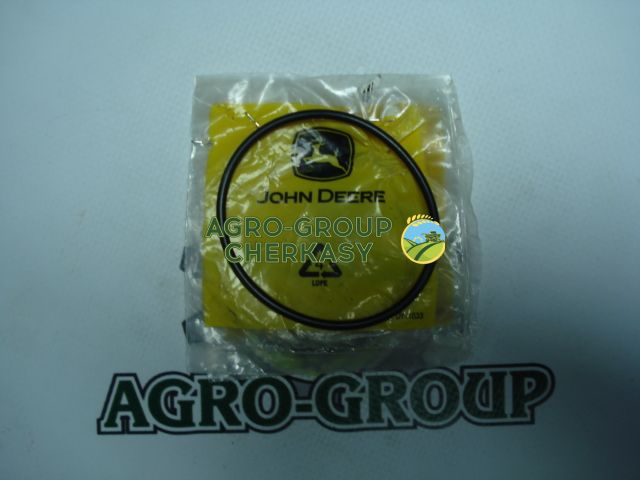 JOHN DEERE
AGRO-GROUP
CHERKASY
LDPE
AGRO-GROUP